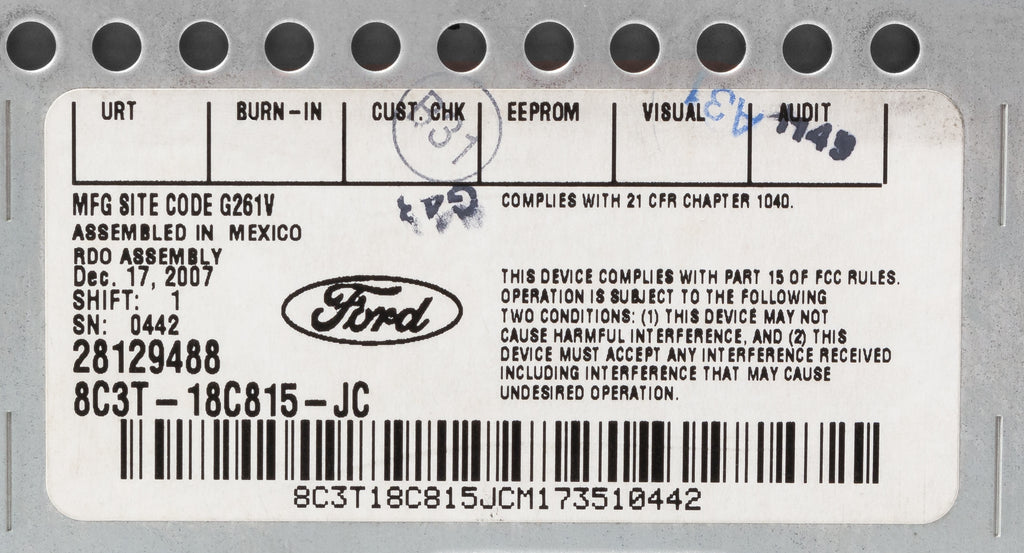 URT BURN-IN CUST. CHK EEPROM VISUAL AUDIT
B37
A31
1149
G41
MFG SITE CODE G261V
COMPLIES WITH 21 CFR CHAPTER 1040.
ASSEMBLED IN MEXICO
RDO ASSEMBLY
Dec. 17, 2007
SHIFT: 1
SN: 0442
28129488
8C3T-18C815-JC
Ford
THIS DEVICE COMPLIES WITH PART 15 OF FCC RULES.
OPERATION IS SUBJECT TO THE FOLLOWING
TWO CONDITIONS: (1) THIS DEVICE MAY NOT
CAUSE HARMFUL INTERFERENCE, AND (2) THIS
DEVICE MUST ACCEPT ANY INTERFERENCE RECEIVED
INCLUDING INTERFERENCE THAT MAY CAUSE
UNDESIRED OPERATION.
8C3T18C815JCM173510442